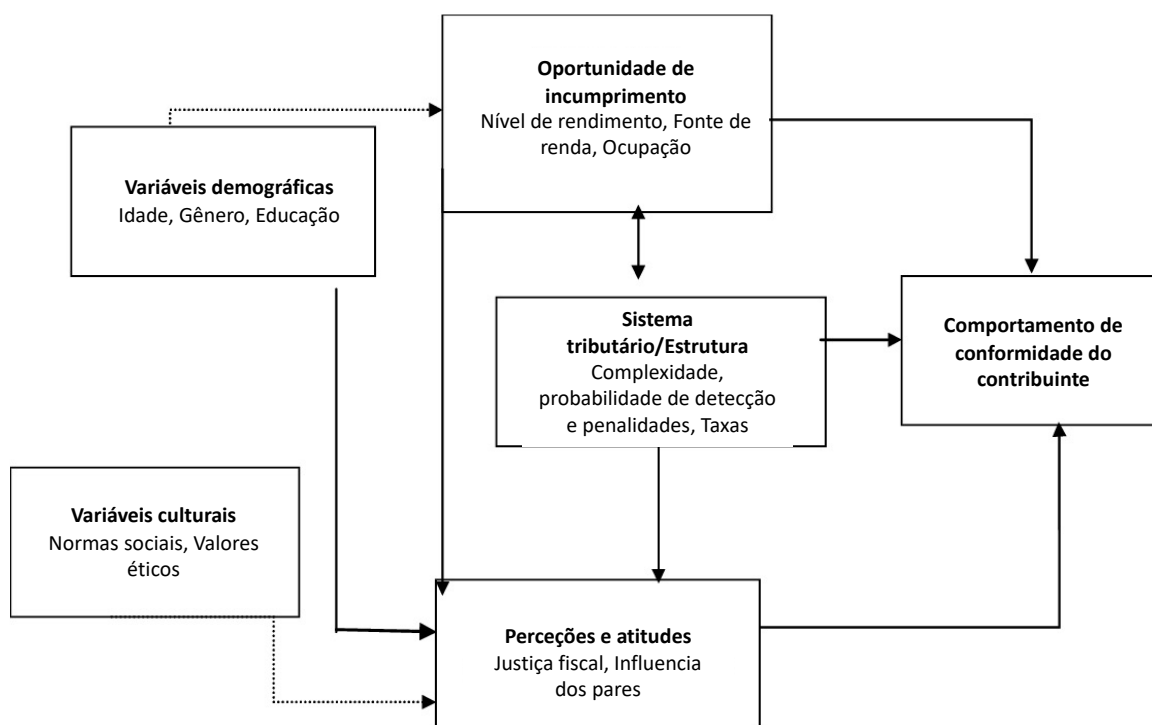 Oportunidade de
incumprimento
Nível de rendimento, Fonte de
renda, Ocupação
Variáveis demográficas
Idade, Gênero, Educação
Sistema
tributário/Estrutura
Complexidade,
probabilidade de detecção
e penalidades, Taxas
Comportamento de
conformidade do
contribuinte
Variáveis culturais
Normas sociais, Valores
éticos
Perceções e atitudes
Justiça fiscal, Influencia
dos pares